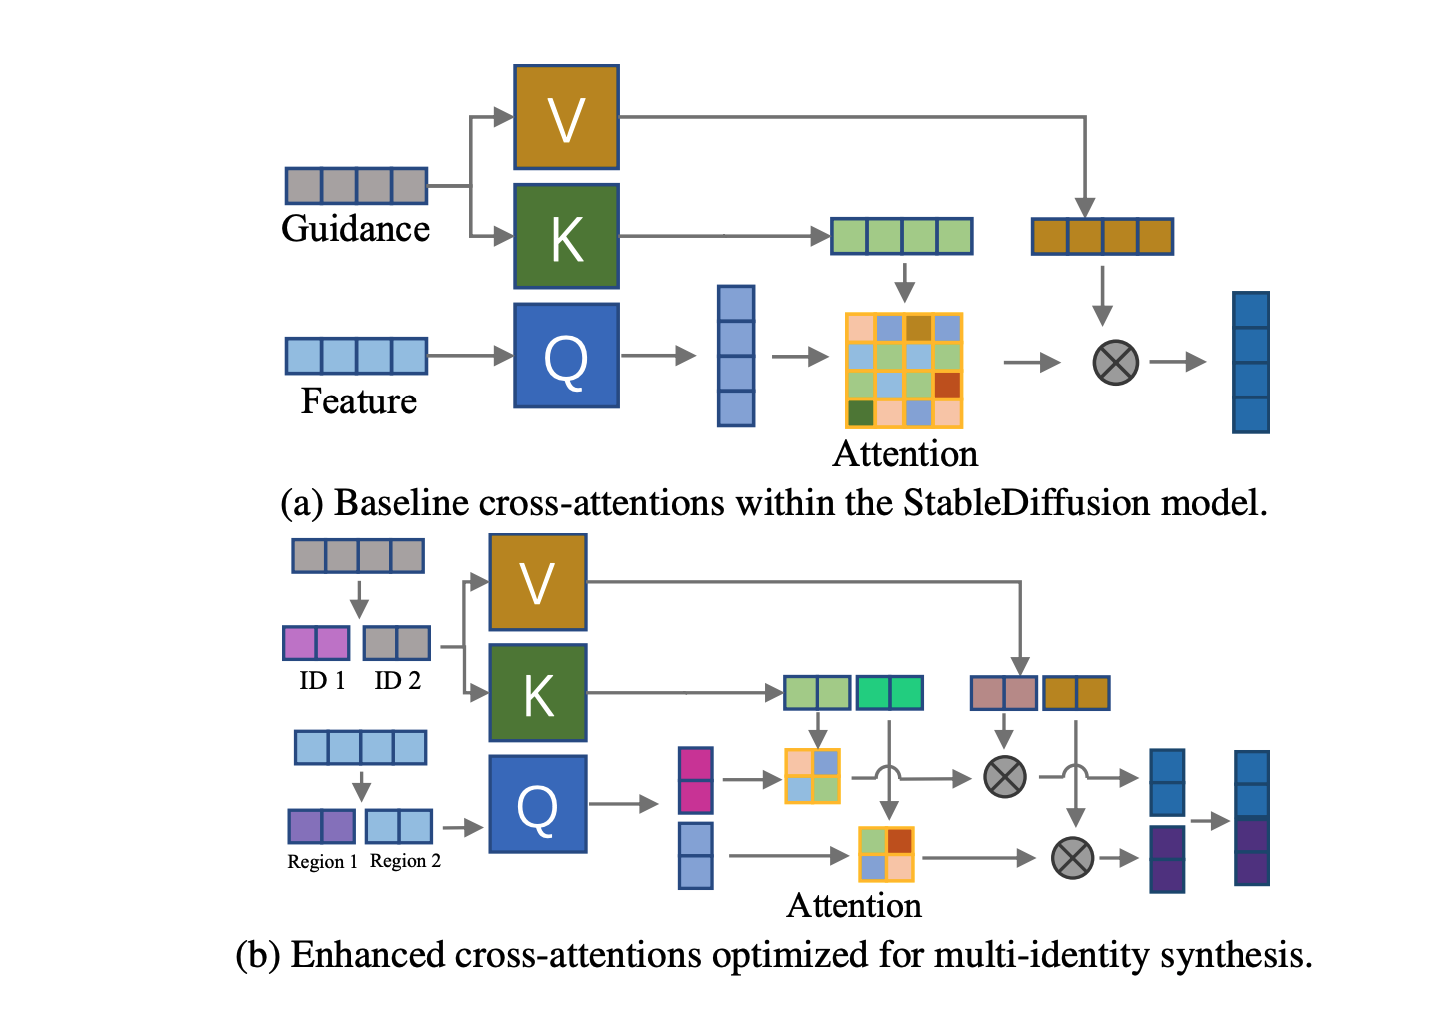 V
Guidance
K
Q
Feature
Attention
(a) Baseline cross-attentions within the StableDiffusion model.
V
ID 1 ID 2
K
Q
Region 1 Region 2
Attention
(b) Enhanced cross-attentions optimized for multi-identity synthesis.